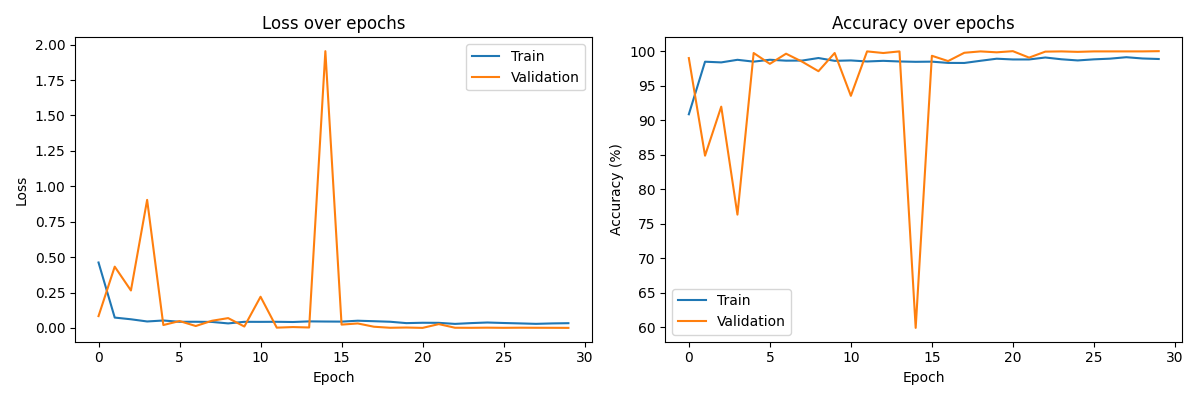 Loss over epochs
2.00
1.75
1.50
1.25
1.00
0.75
0.50
0.25
0.00
Loss
Train
Validation
0 5 10 15 20 25 30
Epoch
Accuracy over epochs
100
95
90
85
80
75
70
65
60
Accuracy (%)
Train
Validation
0 5 10 15 20 25 30
Epoch